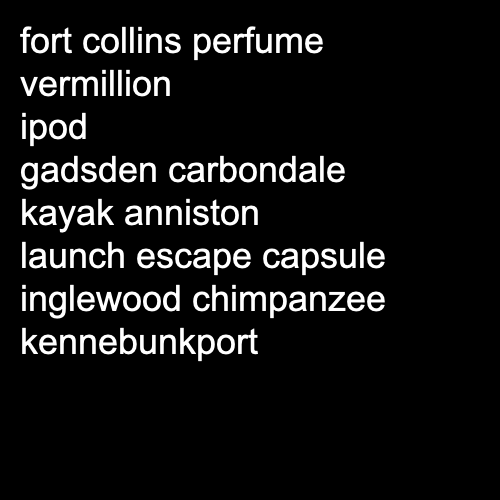 fort collins perfume
vermillion
ipod
gadsden carbondale
kayak anniston
launch escape capsule
inglewood chimpanzee
kennebunkport